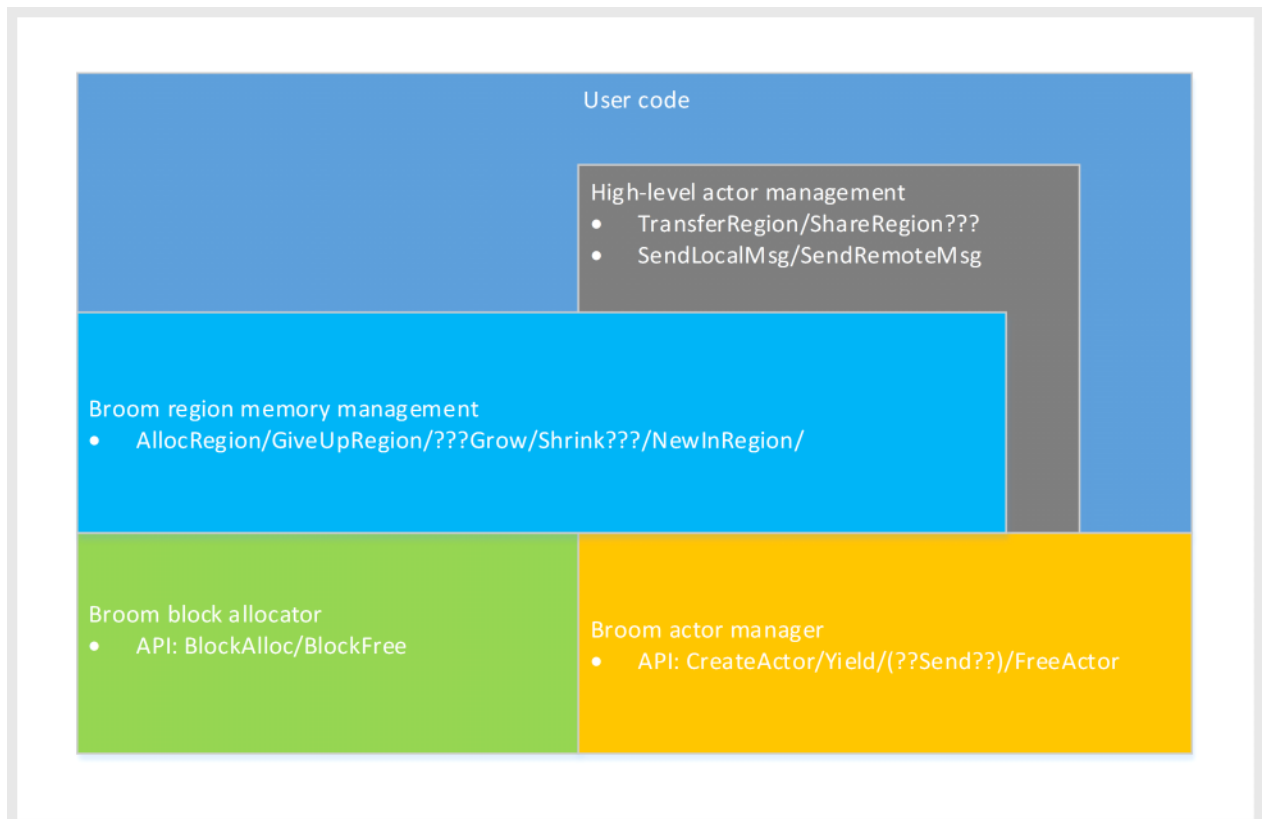 User code
High-level actor management
• TransferRegion/ShareRegion???
• SendLocalMsg/SendRemoteMsg
Broom region memory management
• AllocRegion/GiveUpRegion/???Grow/Shrink???/NewInRegion/
Broom block allocator
• API: BlockAlloc/BlockFree
Broom actor manager
• API: CreateActor/Yield/(??Send??)/FreeActor